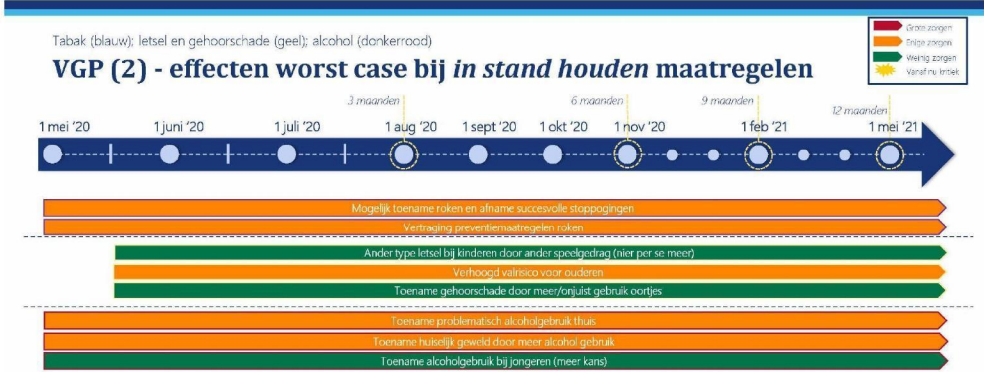 Tabak (blauw); letsel en gehoorschade (geel); alcohol (donkerrood)
VGP (2) - effecten worst case bij in stand houden maatregelen
Grote zorgen
Enige zorgen
Weinig zorgen
Vanaf nu kritiek
3 maanden
6 maanden
9 maanden
12 maanden
1 mei '20
1 juni '20
1 juli '20
1 aug '20
1 sept '20
1 okt '20
1 nov '20
1 feb '21
1 mei '21
Mogelijk toename roken en afname succesvolle stoppogingen
Vertraging preventiemaatregelen roken
Ander type letsel bij kinderen door ander speelgedrag (nier per se meer)
Verhoogd valrisico voor ouderen
Toename gehoorschade door meer/onjuist gebruik oortjes
Toename problematisch alcoholgebruik thuis
Toename huiselijk geweld door meer alcohol gebruik
Toename alcoholgebruik bij jongeren (meer kans)